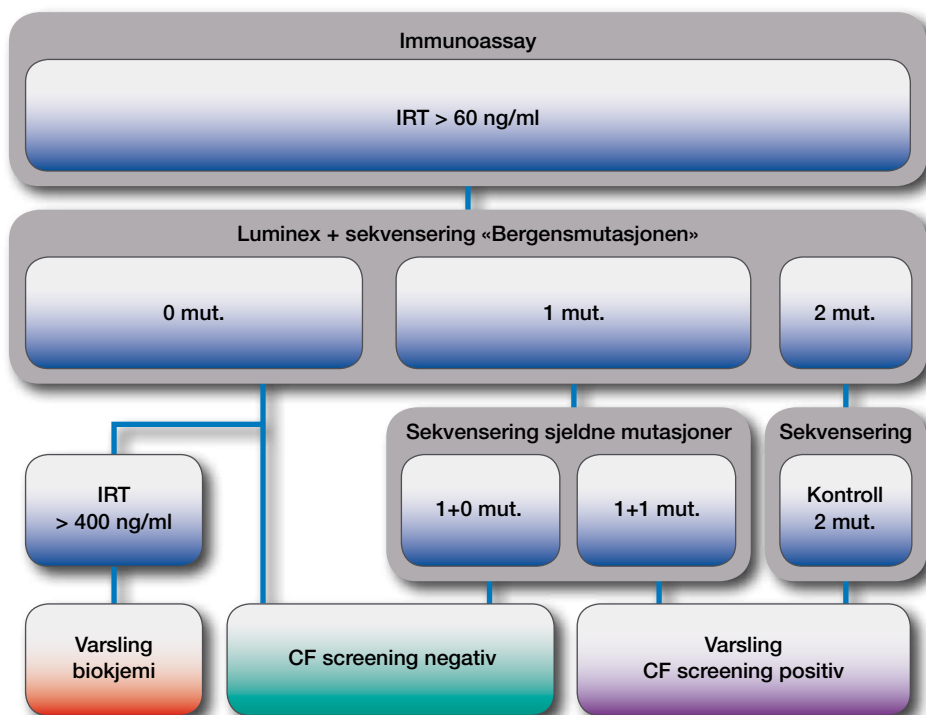 Immunoassay
IRT > 60 ng/ml
Luminex + sekvensering «Bergensmutasjonen»
0 mut.
1 mut.
2 mut.
Sekvensering sjeldne mutasjoner
Sekvensering
IRT
> 400 ng/ml
1+0 mut.
1+1 mut.
Kontroll
2 mut.
Varsling
biokjemi
CF screening negativ
Varsling
CF screening positiv